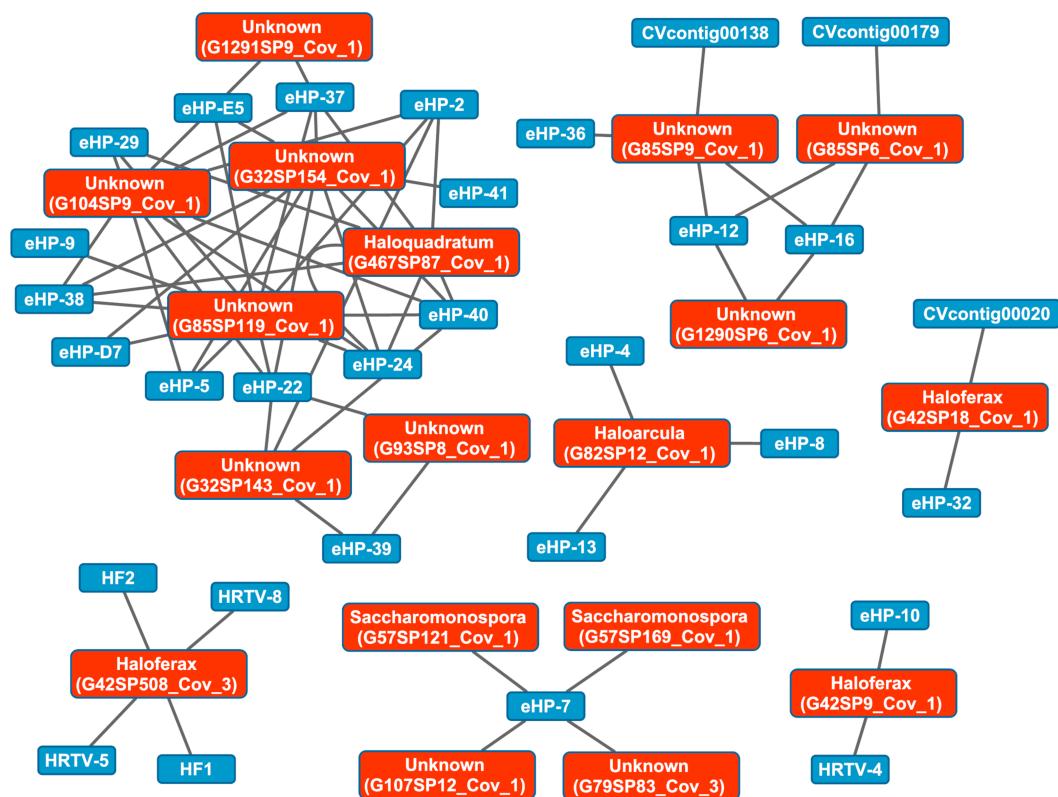 Unknown
(G1291SP9_Cov_1)
eHP-E5
eHP-37
eHP-2
eHP-29
Unknown
(G32SP154_Cov_1)
Unknown
(G104SP9_Cov_1)
eHP-41
eHP-9
Haloquadratum
(G467SP87_Cov_1)
eHP-38
Unknown
(G85SP119_Cov_1)
eHP-40
eHP-D7
eHP-24
eHP-5
eHP-22
Unknown
(G93SP8_Cov_1)
Unknown
(G32SP143_Cov_1)
eHP-39
CVcontig00138
CVcontig00179
eHP-36
Unknown
(G85SP9_Cov_1)
Unknown
(G85SP6_Cov_1)
eHP-12
eHP-16
Unknown
(G1290SP6_Cov_1)
eHP-4
Haloarcula
(G82SP12_Cov_1)
eHP-8
eHP-13
CVcontig00020
Haloferax
(G42SP18_Cov_1)
eHP-32
HF2
HRTV-8
Haloferax
(G42SP508_Cov_3)
HRTV-5
HF1
Saccharomonospora
(G57SP121_Cov_1)
Saccharomonospora
(G57SP169_Cov_1)
eHP-7
Unknown
(G107SP12_Cov_1)
Unknown
(G79SP83_Cov_3)
eHP-10
Haloferax
(G42SP9_Cov_1)
HRTV-4